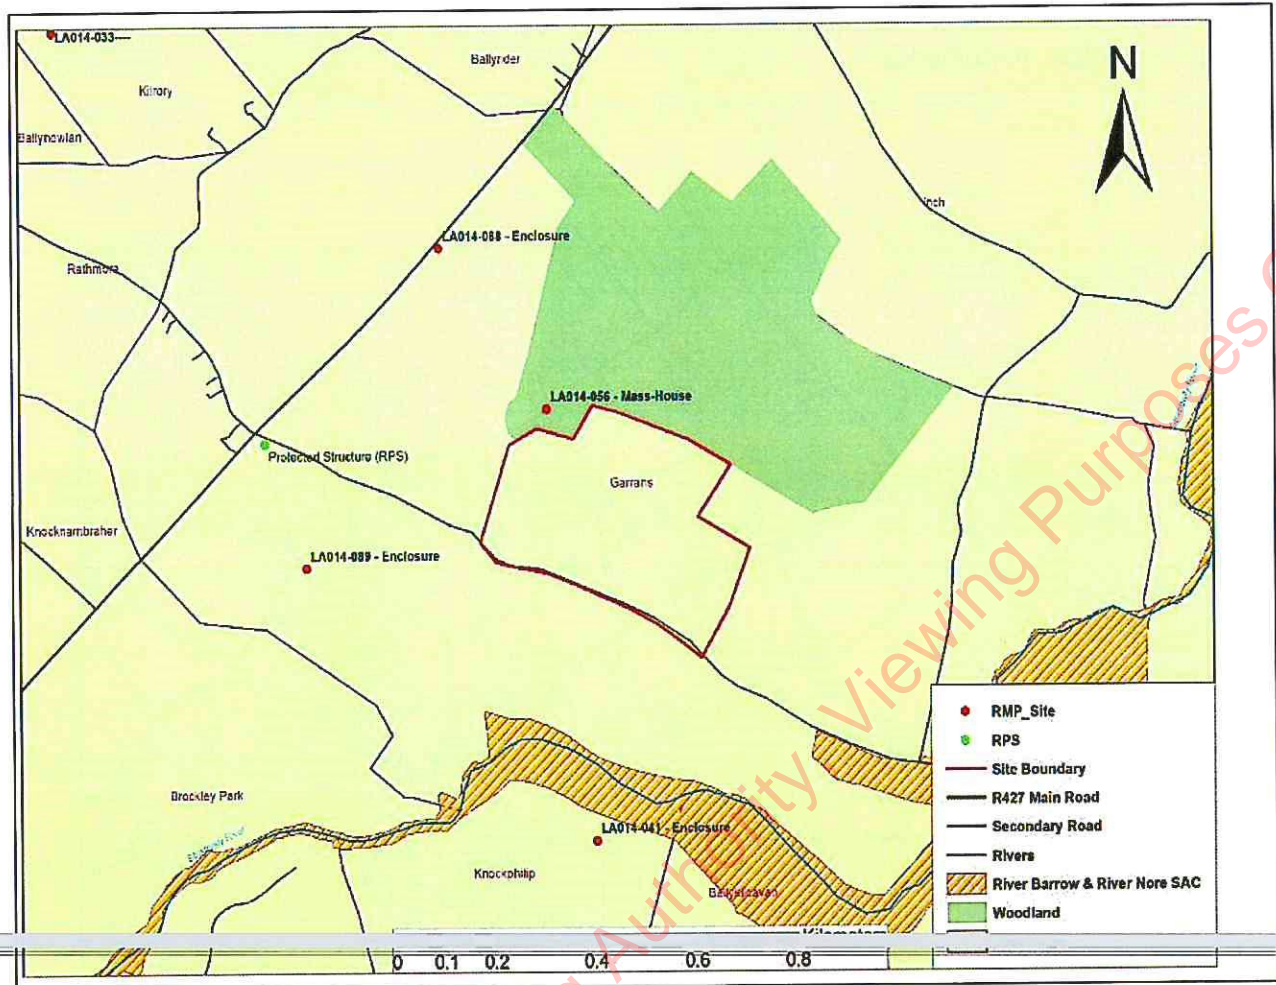 LA014-033----
Ballyrider
N
Kilrory
Ballynowlan
Inch
LA014-088 - Enclosure
Rathmore
LA014-056 - Mass-House
Protected Structure (RPS)
Garrans
Knocknambraher
LA014-089 - Enclosure
RMP_Site
RPS
Site Boundary
Brockley Park
R427 Main Road
LA014-041 - Enclosure
Secondary Road
Rivers
Knockphilip
River Barrow & River Nore SAC
Woodland
Kilometers
0 0.1 0.2 0.4 0.6 0.8
Authority Viewing Purposes